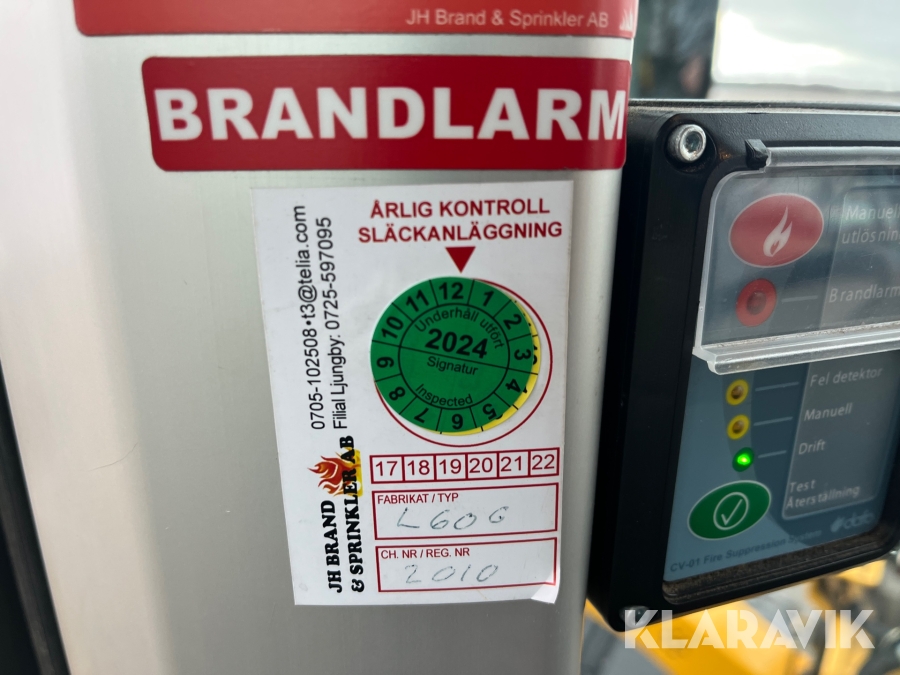 JH Brand & Sprinkler AB
BRANDLARM
ÅRLIG KONTROLL
SLÄCKANLÄGGNING
0705-102508•t3@telia.com
Filial Ljungby: 0725-597095
JH BRAND
& SPRINKLER AB
12 1 2 3 4 5 6 7 8 9 10 11
Underhåll utfört
2024
Signatur
Inspected
17 18 19 20 21 22
FABRIKAT / TYP
L60G
CH. NR / REG. NR
2010
Manuell
utlösning
Brandlarm
Fel detektor
Manuell
Drift
Test
Återställning
dafo
CV-01 Fire Suppression System
KLARAVIK